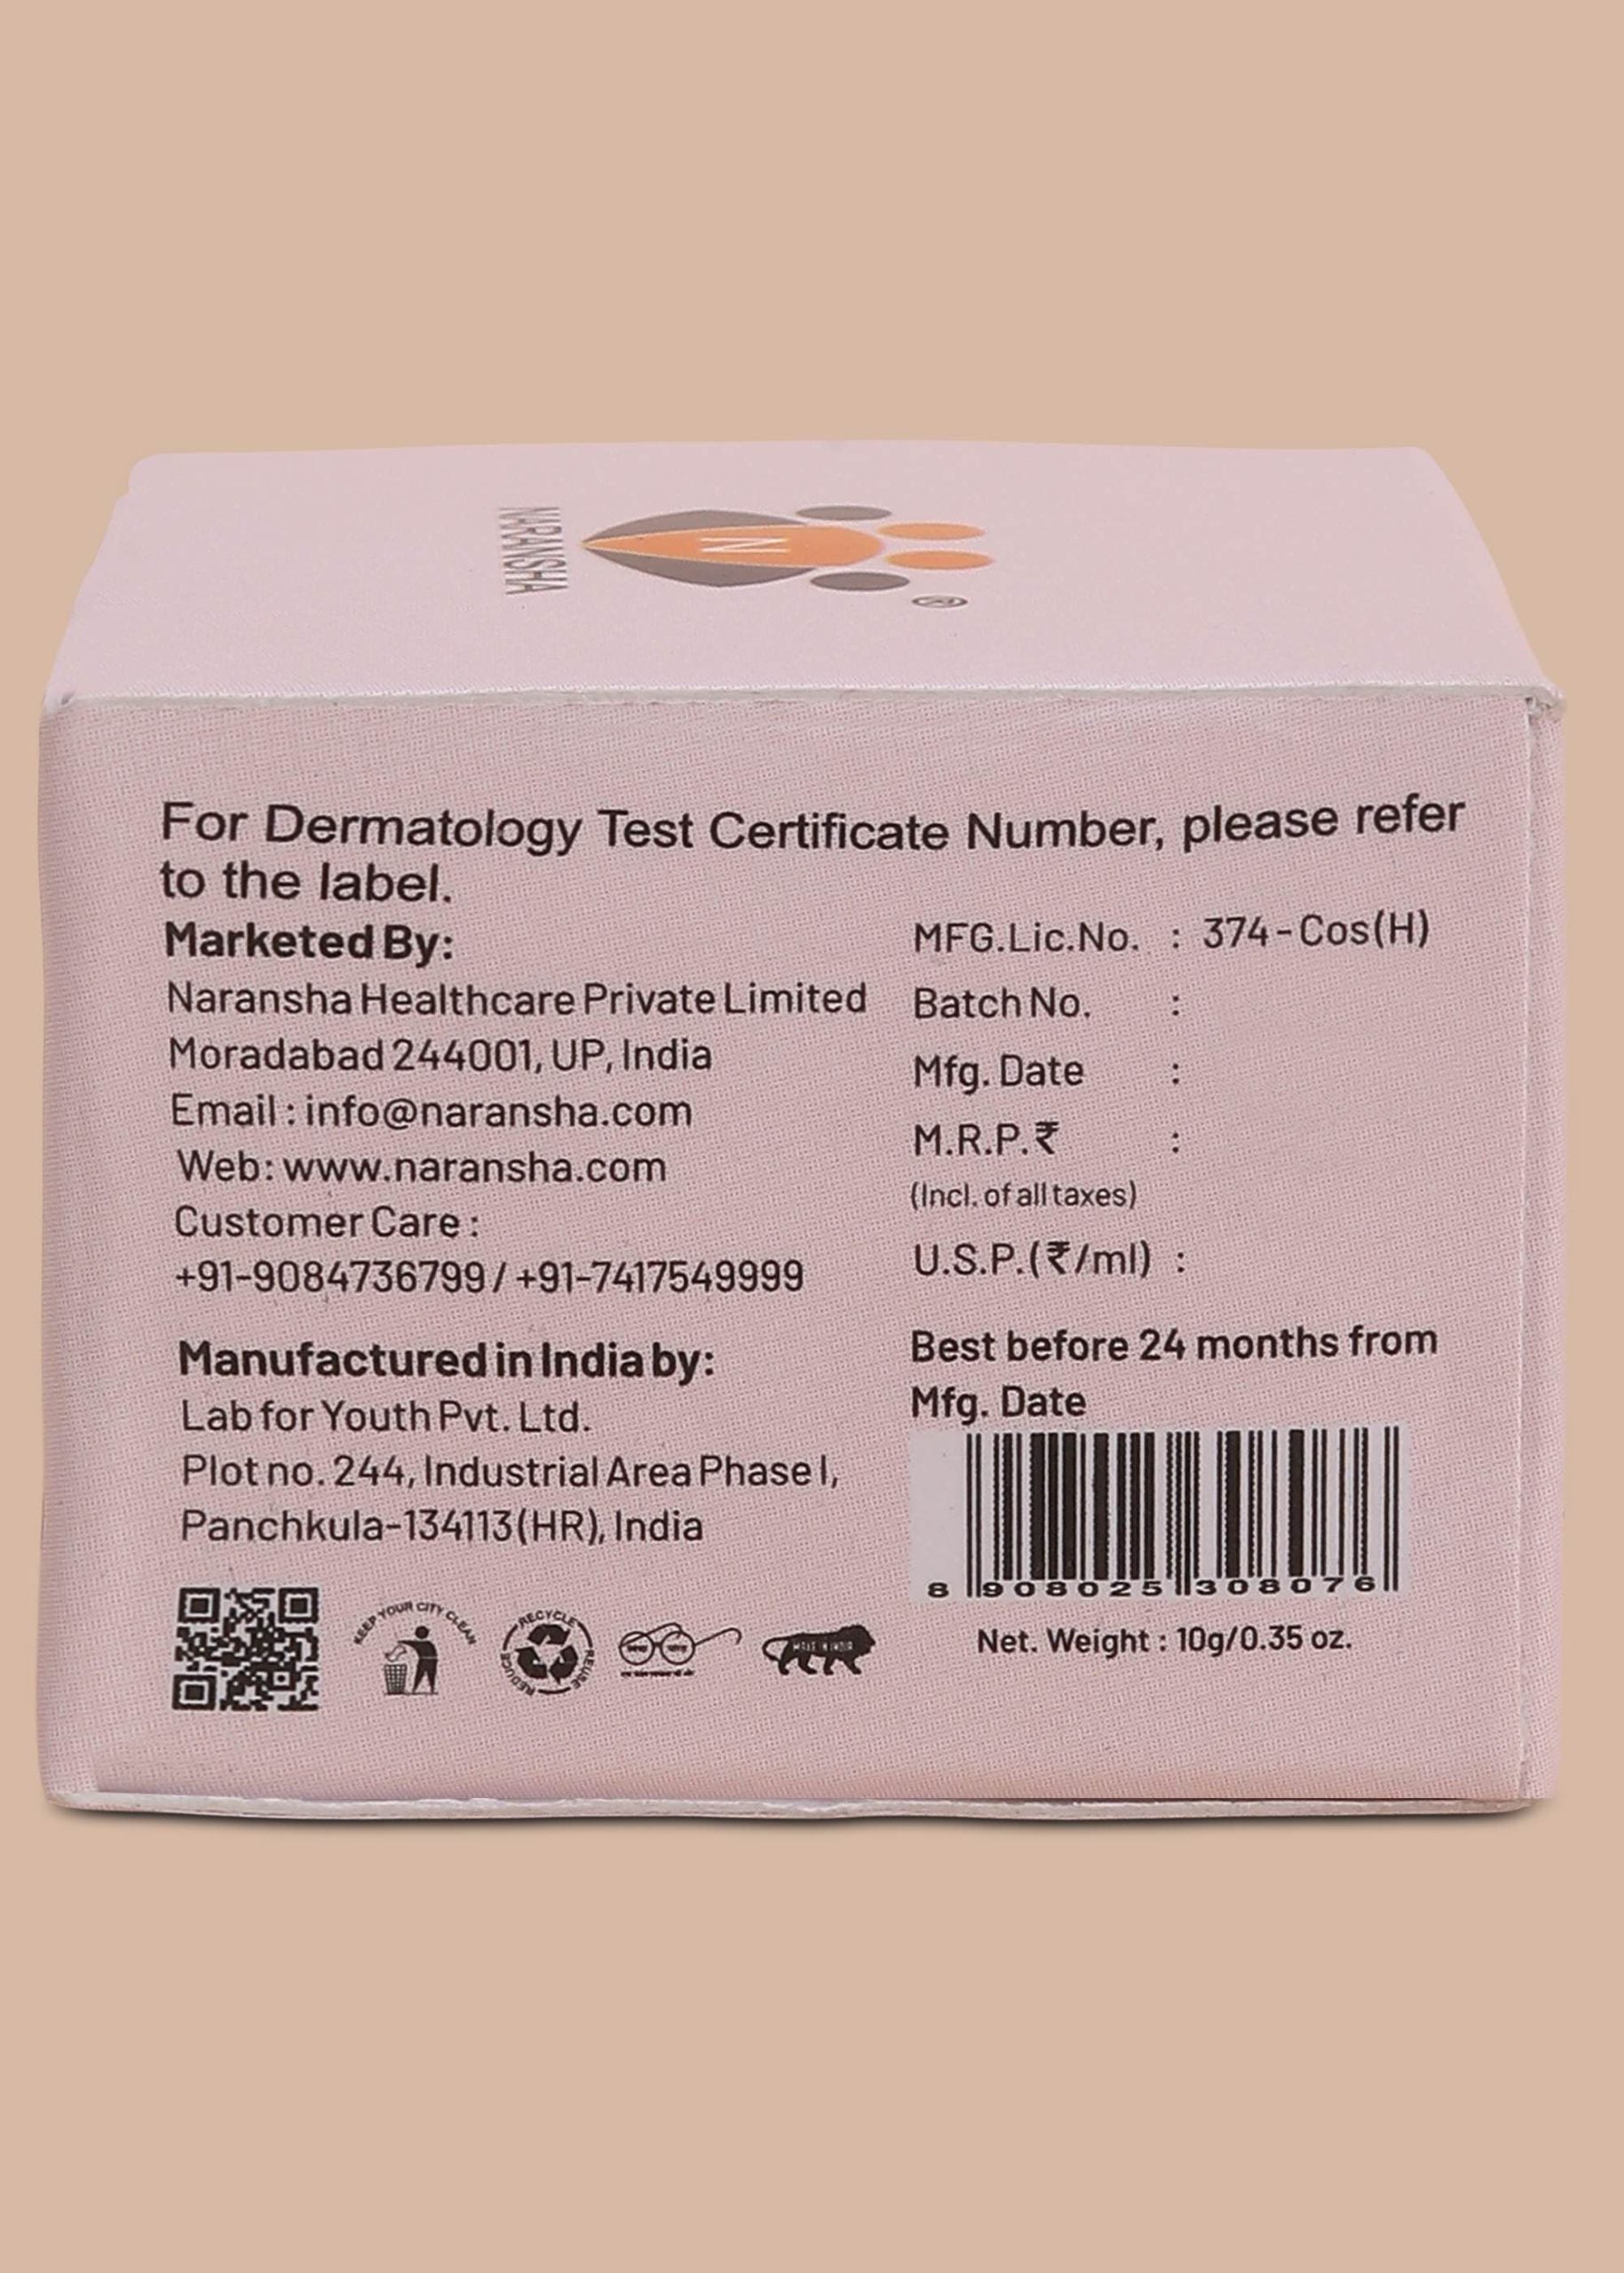 NARANSHA
N
®
For Dermatology Test Certificate Number, please refer
to the label.
Marketed By:
Naransha Healthcare Private Limited
Moradabad 244001, UP, India
Email : info@naransha.com
Web: www.naransha.com
Customer Care :
+91-9084736799 / +91-7417549999
Manufactured in India by:
Lab for Youth Pvt. Ltd.
Plot no. 244, Industrial Area Phase I,
Panchkula-134113(HR), India
KEEP YOUR CITY CLEAN
RECYCLE REUSE REDUCE
MAKE IN INDIA
MFG.Lic.No. : 374-Cos(H)
Batch No. :
Mfg. Date :
M.R.P.₹ :
(Incl. of all taxes)
U.S.P.(₹/ml) :
Best before 24 months from
Mfg. Date
8 908025 308076
Net. Weight : 10g/0.35 oz.